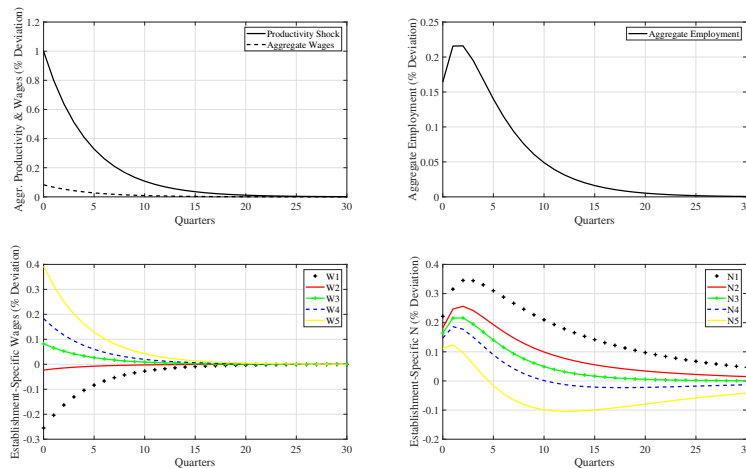 Aggr. Productivity & Wages (% Deviation)
1.2
1
0.8
0.6
0.4
0.2
0
0 5 10 15 20 25 30
Quarters
Productivity Shock
Aggregate Wages
Aggregate Employment (% Deviation)
0.25
0.2
0.15
0.1
0.05
0
0 5 10 15 20 25 30
Quarters
Aggregate Employment
Establishment-Specific Wages (% Deviation)
0.4
0.3
0.2
0.1
0
-0.1
-0.2
-0.3
0 5 10 15 20 25 30
Quarters
W1
W2
W3
W4
W5
Establishment-Specific N (% Deviation)
0.4
0.3
0.2
0.1
0
-0.1
-0.2
0 5 10 15 20 25 30
Quarters
N1
N2
N3
N4
N5